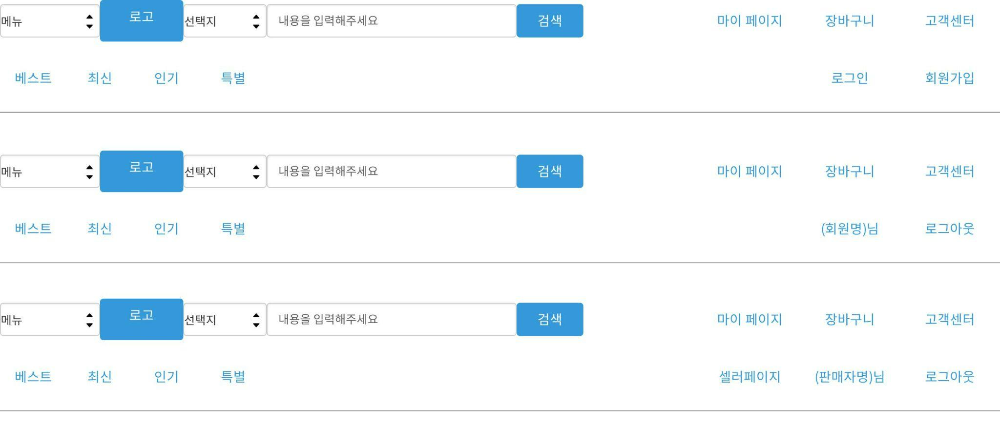 메뉴 로고 선택지 내용을 입력해주세요 검색 마이 페이지 장바구니 고객센터
베스트 최신 인기 특별 로그인 회원가입
메뉴 로고 선택지 내용을 입력해주세요 검색 마이 페이지 장바구니 고객센터
베스트 최신 인기 특별 (회원명)님 로그아웃
메뉴 로고 선택지 내용을 입력해주세요 검색 마이 페이지 장바구니 고객센터
베스트 최신 인기 특별 셀러페이지 (판매자명)님 로그아웃